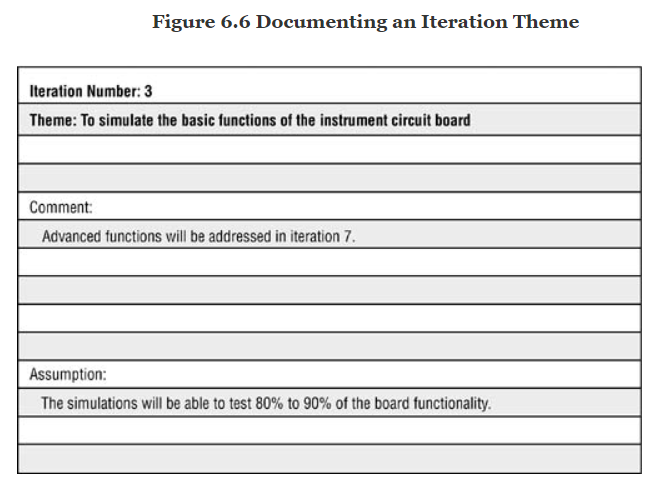 Figure 6.6 Documenting an Iteration Theme
Iteration Number: 3
Theme: To simulate the basic functions of the instrument circuit board
Comment:
Advanced functions will be addressed in iteration 7.
Assumption:
The simulations will be able to test 80% to 90% of the board functionality.